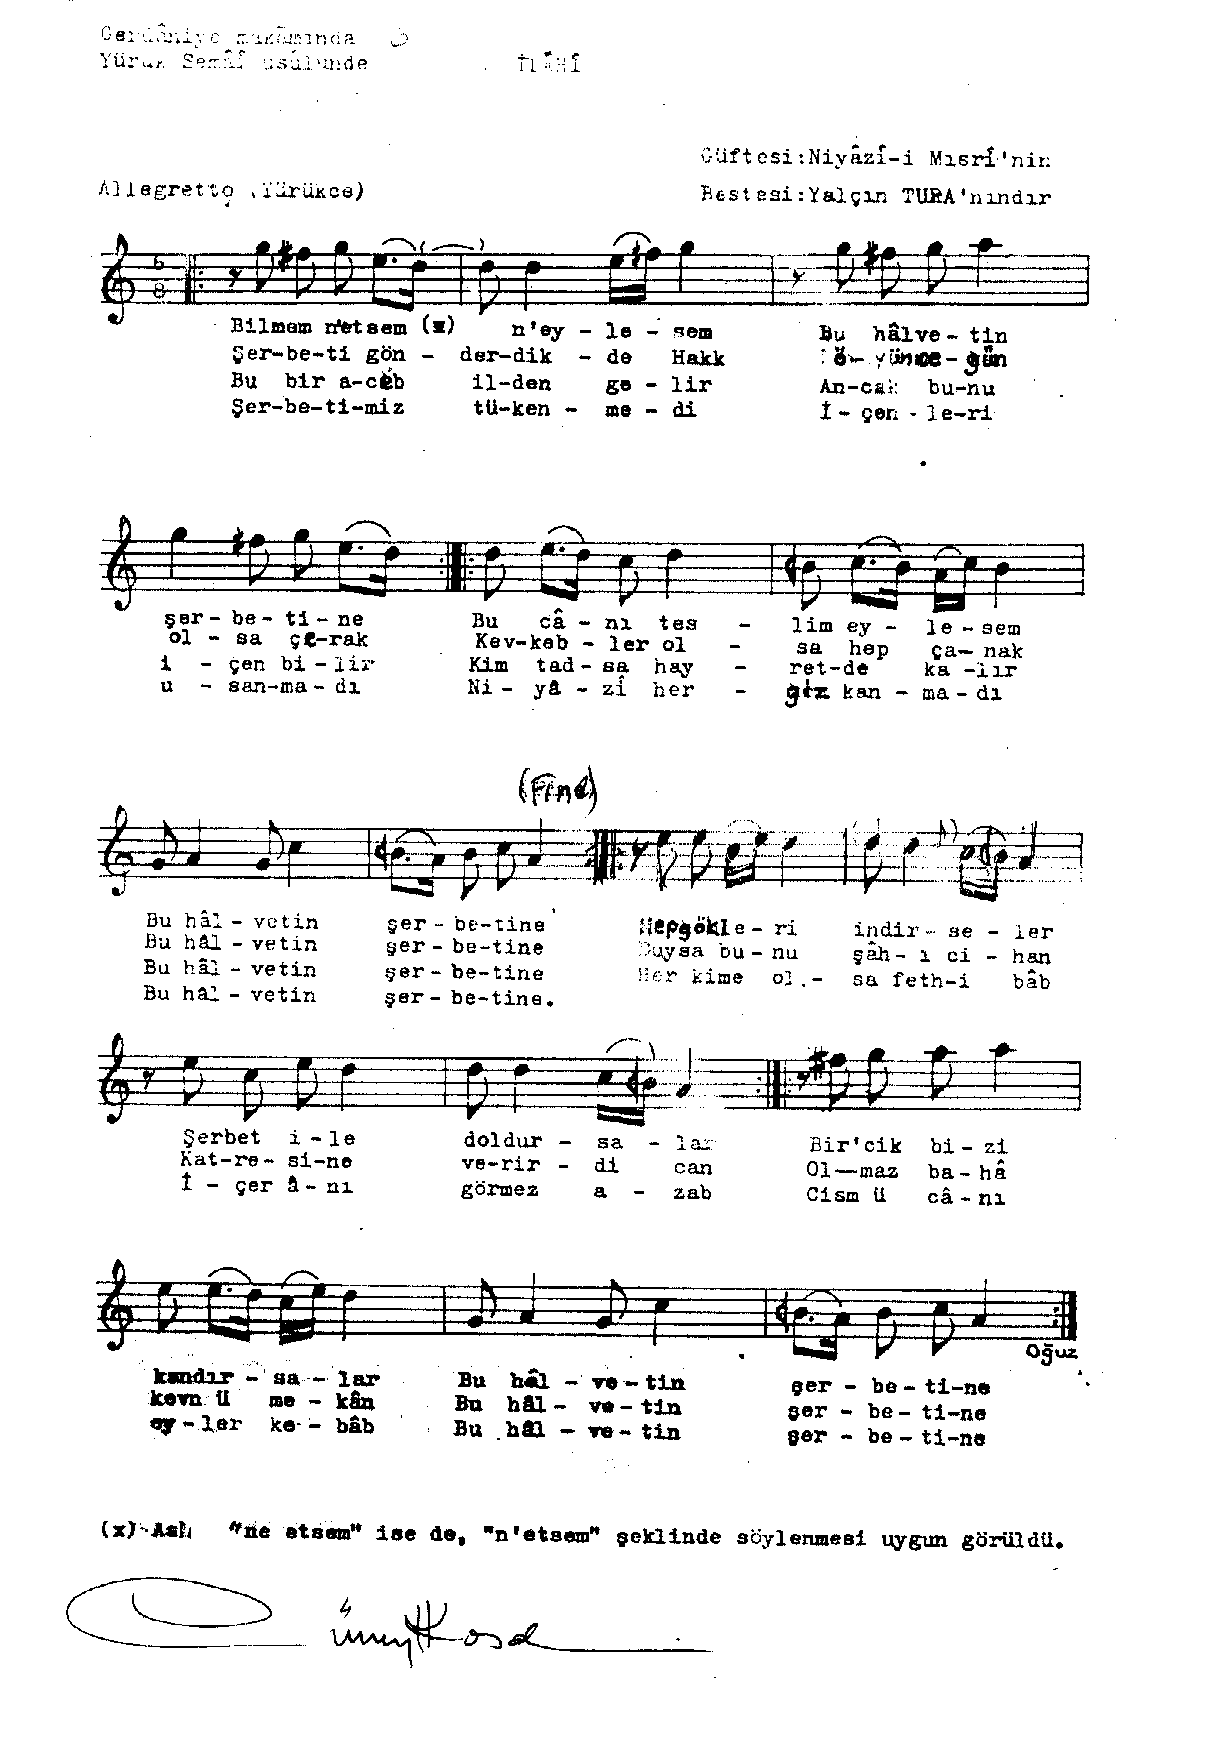 Gerdâniye makâmında
Yürük Semâî usûlünde
İLÂHÎ
Güftesi:Niyâzî-i Mısrî'nin
Allegretto (Yürükce)
Bestesi:Yalçın TURA'nındır
6
8
Bilmem n'etsem (x) n'ey - le - sem Bu hâlve - tin
Şer-be-ti gön - der-dik - de Hakk yünce - gün
Bu bir a-ceb il-den ge - lir An-cak bu-nu
Şer-be-ti-miz tü-ken - me - di İ - çen - le-ri
şer - be - ti - ne Bu câ - nı tes - lim ey - le - sem
ol - sa çı-rak Kev-keb - ler ol - sa hep ça - nak
i - çen bi - lir Kim tad - sa hay - ret-de ka -lır
u - san-ma - dı Ni - yâ - zî her - giz kan - ma - dı
(Fine)
Bu hâl - vetin şer - be-tine Hepgökle - ri indir - se - ler
Bu hâl - vetin şer - be-tine Duysa bu - nu şâh - ı ci - han
Bu hâl - vetin şer - be-tine Her kime ol - sa feth-i bâb
Bu hâl - vetin şer - be-tine.
Şerbet i - le doldur - sa - lar Bir'cik bi - zi
Kat-re- si-ne ve-rir - di can Ol--maz ba - hâ
İ - çer â - nı görmez a - zab Cism ü câ - nı
kandır - sa - lar Bu hâl - ve - tin şer - be - ti-ne
kevn ü me - kân Bu hâl - ve - tin şer - be - ti-ne
ey - ler ke - bâb Bu hâl - ve - tin şer - be - ti-ne
Oğuz
(x) Aslı "ne etsem" ise de, "n'etsem" şeklinde söylenmesi uygun görüldü.